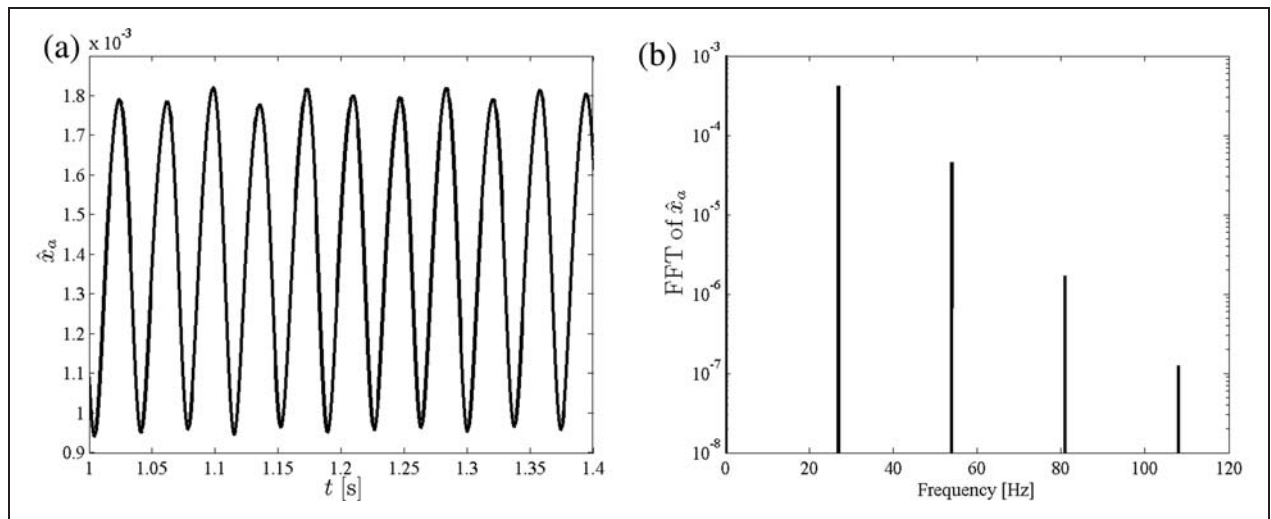 (a)
x 10⁻³
1.8
1.7
1.6
1.5
1.4
1.3
1.2
1.1
1
0.9
x̂ₐ
1 1.05 1.1 1.15 1.2 1.25 1.3 1.35 1.4
t [s]
(b)
10⁻³
10⁻⁴
10⁻⁵
10⁻⁶
10⁻⁷
10⁻⁸
FFT of x̂ₐ
0 20 40 60 80 100 120
Frequency [Hz]